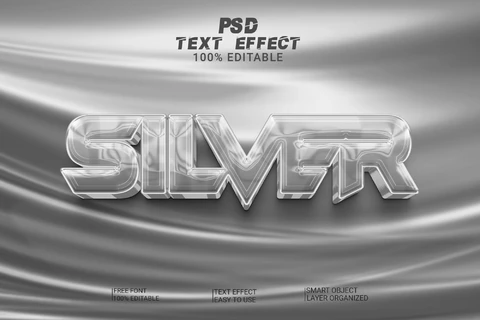 PSD
TEXT EFFECT
100% EDITABLE
SILVER
FREE FONT
100% EDITABLE
TEXT EFFECT
EASY TO USE
SMART OBJECT
LAYER ORGANIZED